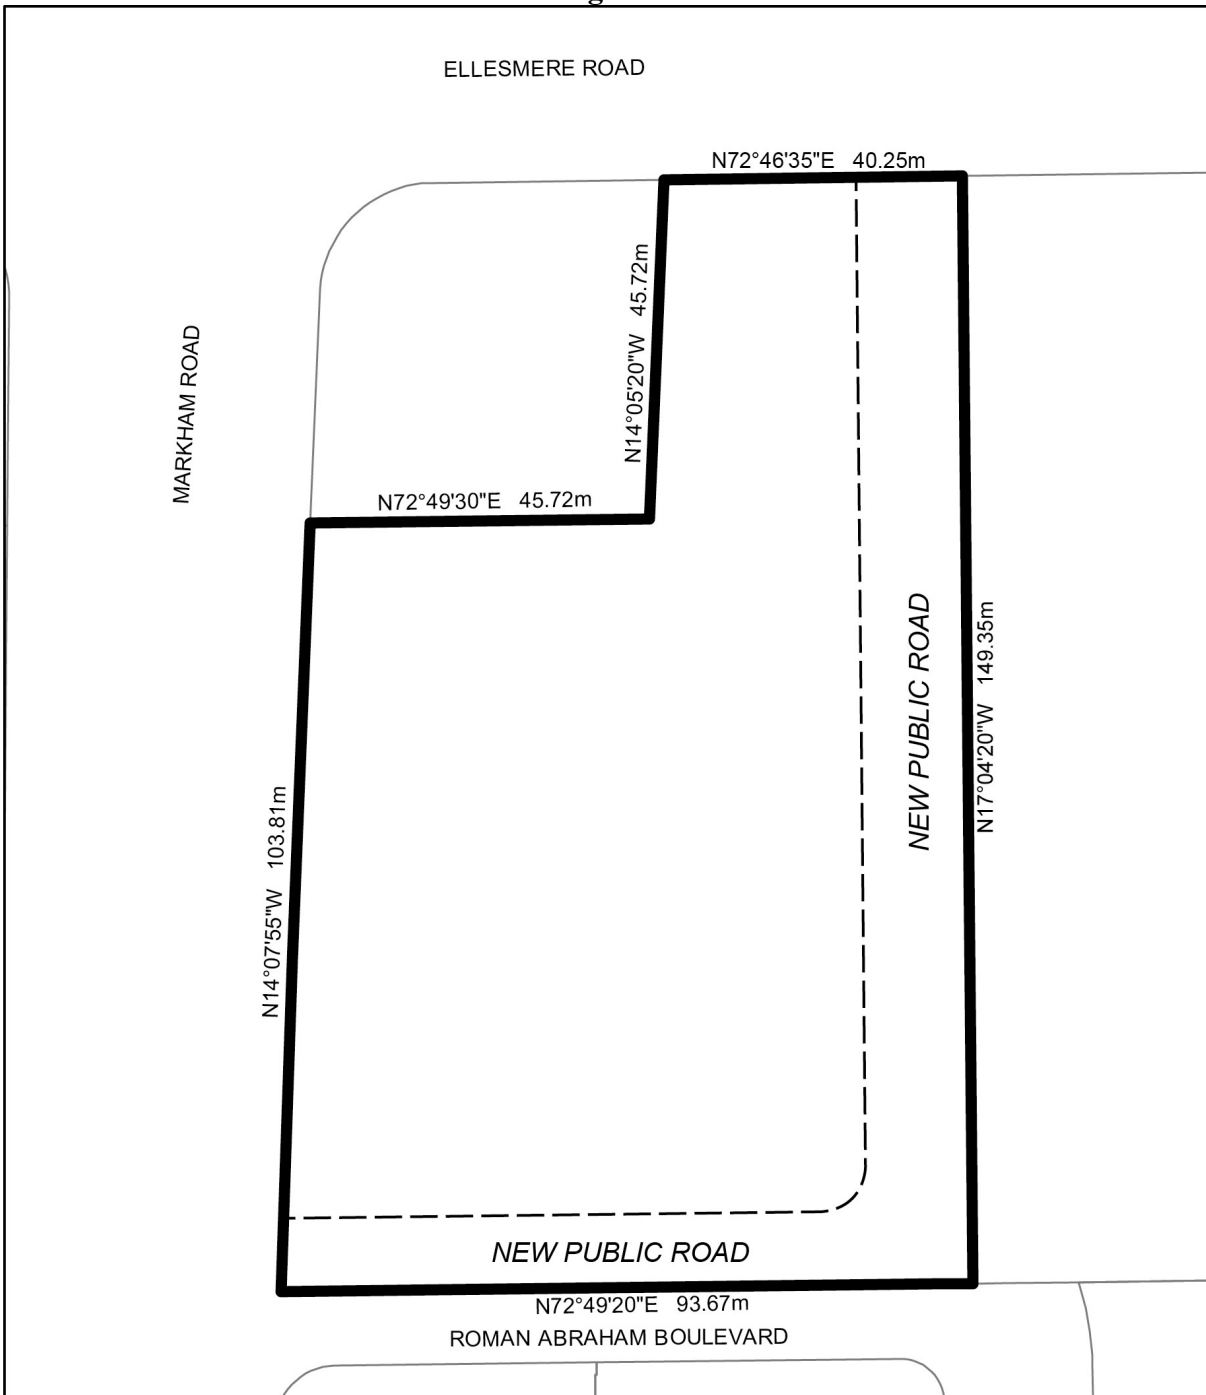 ELLESMERE ROAD
N72°46'35"E 40.25m
N14°05'20"W 45.72m
MARKHAM ROAD
N72°49'30"E 45.72m
NEW PUBLIC ROAD
N17°04'20"W 149.35m
N14°07'55"W 103.81m
NEW PUBLIC ROAD
N72°49'20"E 93.67m
ROMAN ABRAHAM BOULEVARD